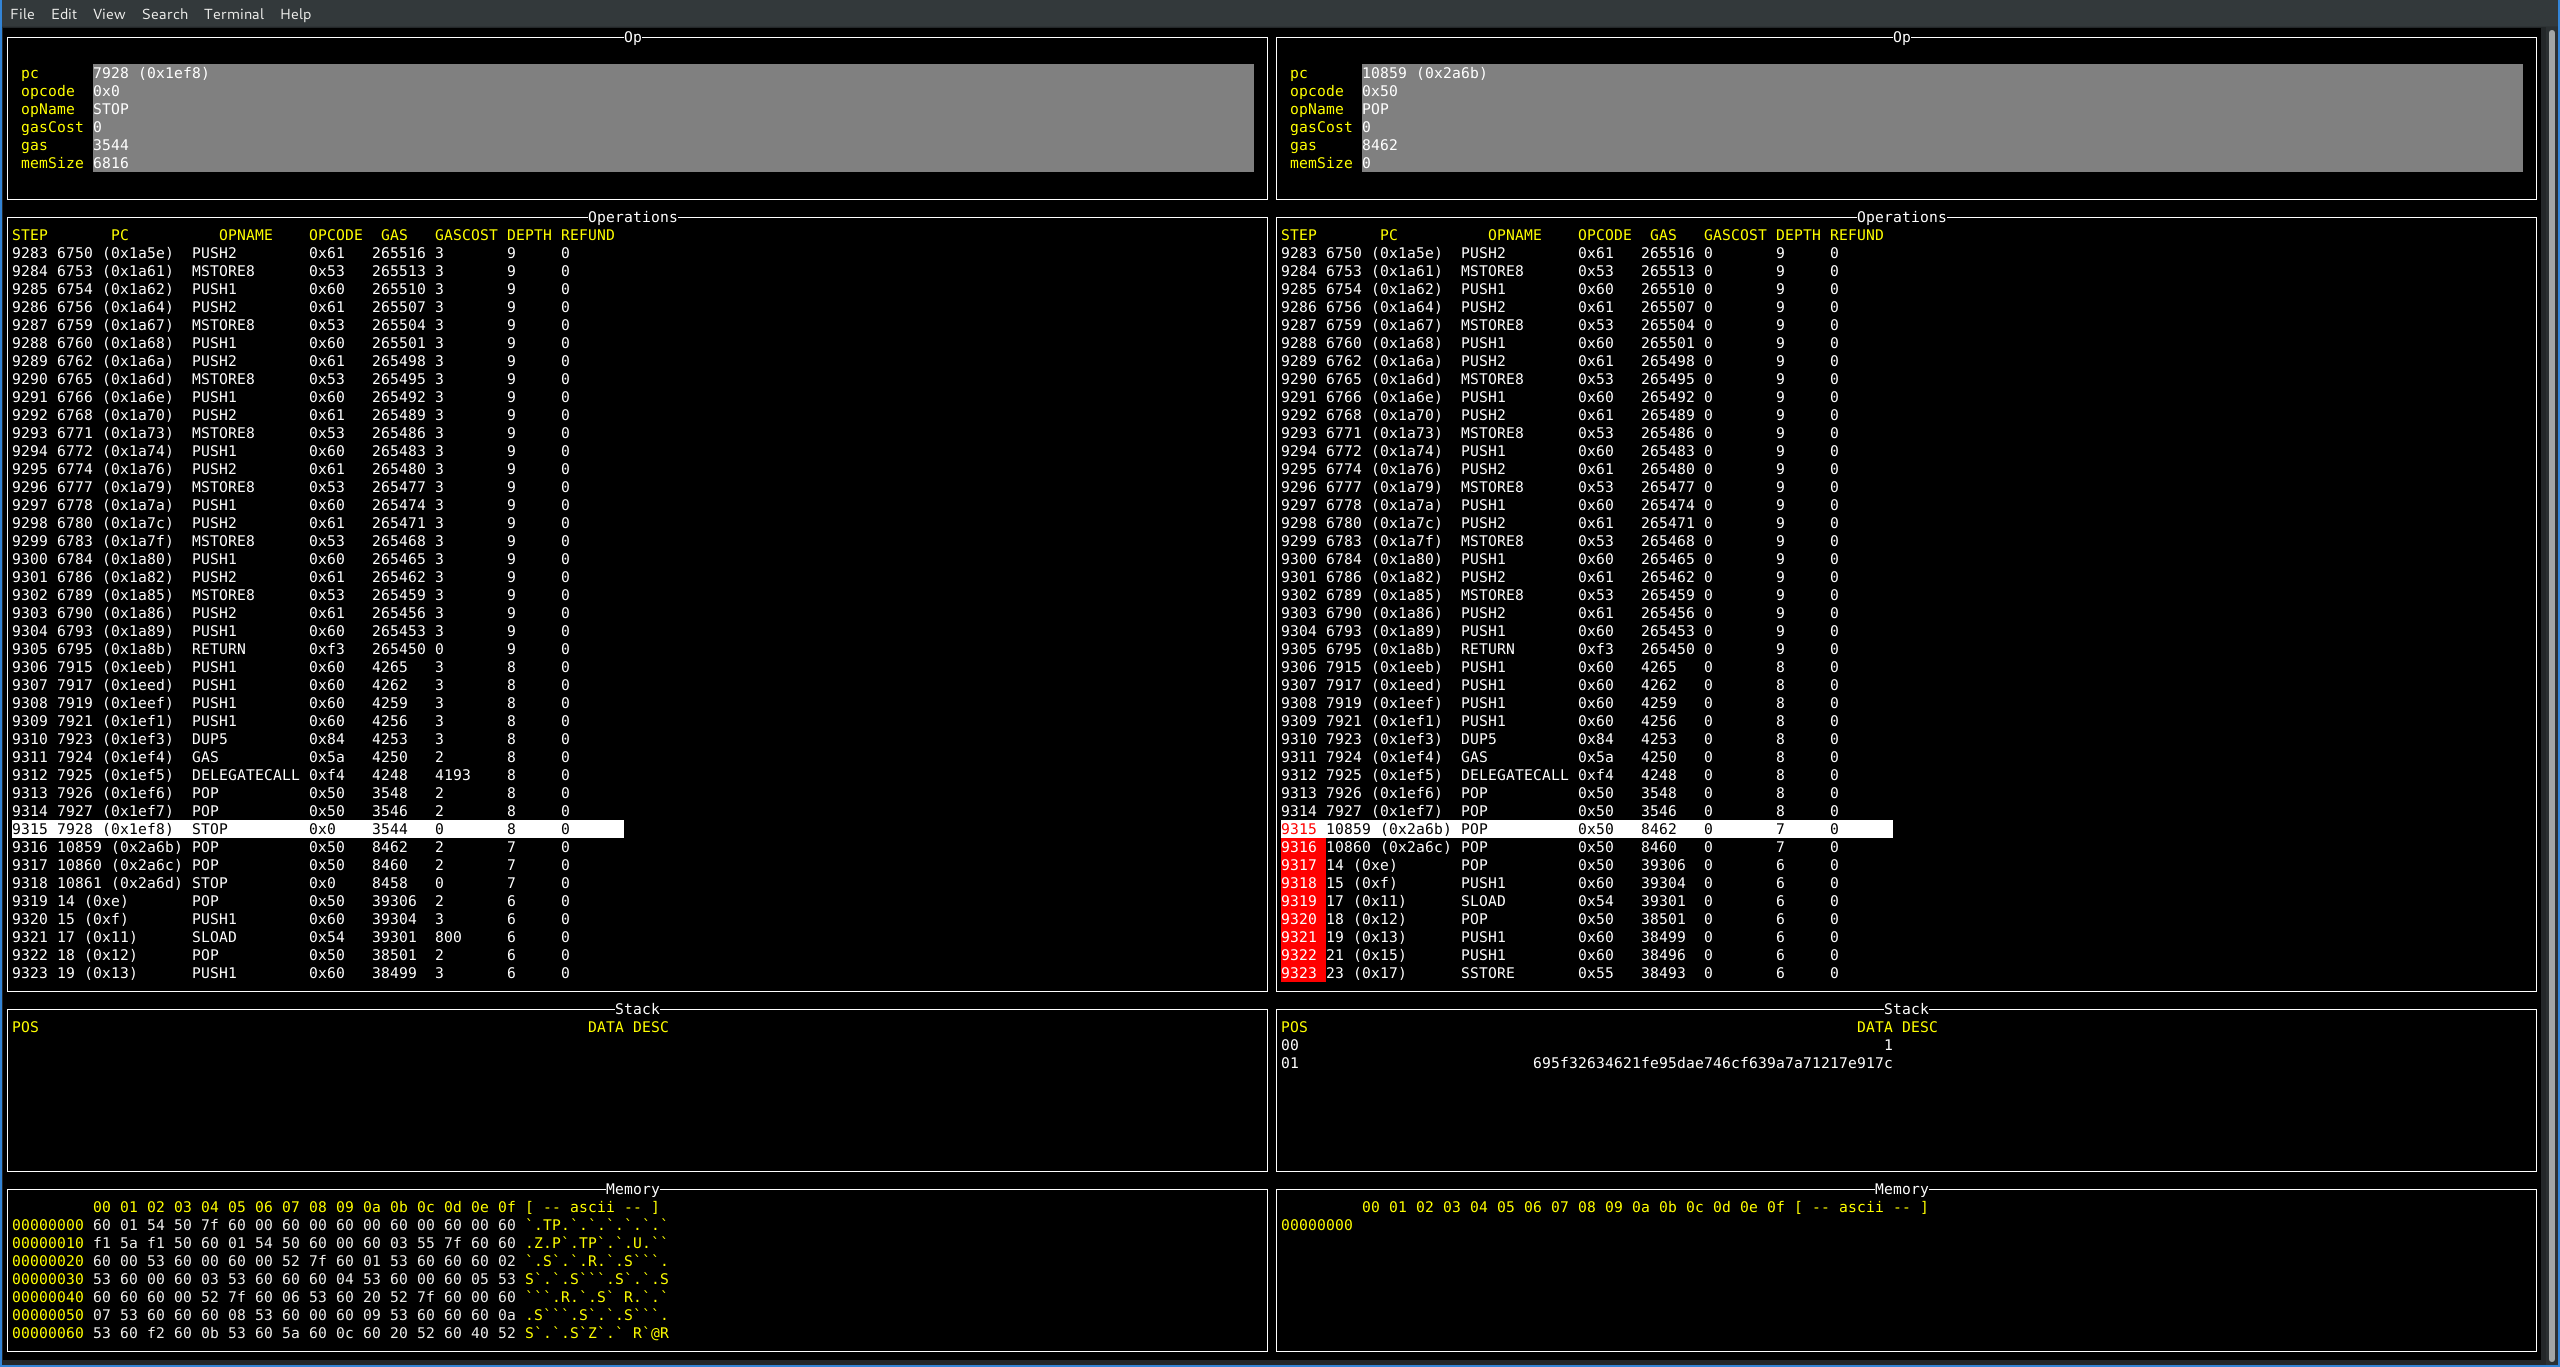 File Edit View Search Terminal Help
Op
pc 7928 (0x1ef8)
opcode 0x0
opName STOP
gasCost 0
gas 3544
memSize 6816
Operations
STEP PC OPNAME OPCODE GAS GASCOST DEPTH REFUND
9283 6750 (0x1a5e) PUSH2 0x61 265516 3 9 0
9284 6753 (0x1a61) MSTORE8 0x53 265513 3 9 0
9285 6754 (0x1a62) PUSH1 0x60 265510 3 9 0
9286 6756 (0x1a64) PUSH2 0x61 265507 3 9 0
9287 6759 (0x1a67) MSTORE8 0x53 265504 3 9 0
9288 6760 (0x1a68) PUSH1 0x60 265501 3 9 0
9289 6762 (0x1a6a) PUSH2 0x61 265498 3 9 0
9290 6765 (0x1a6d) MSTORE8 0x53 265495 3 9 0
9291 6766 (0x1a6e) PUSH1 0x60 265492 3 9 0
9292 6768 (0x1a70) PUSH2 0x61 265489 3 9 0
9293 6771 (0x1a73) MSTORE8 0x53 265486 3 9 0
9294 6772 (0x1a74) PUSH1 0x60 265483 3 9 0
9295 6774 (0x1a76) PUSH2 0x61 265480 3 9 0
9296 6777 (0x1a79) MSTORE8 0x53 265477 3 9 0
9297 6778 (0x1a7a) PUSH1 0x60 265474 3 9 0
9298 6780 (0x1a7c) PUSH2 0x61 265471 3 9 0
9299 6783 (0x1a7f) MSTORE8 0x53 265468 3 9 0
9300 6784 (0x1a80) PUSH1 0x60 265465 3 9 0
9301 6786 (0x1a82) PUSH2 0x61 265462 3 9 0
9302 6789 (0x1a85) MSTORE8 0x53 265459 3 9 0
9303 6790 (0x1a86) PUSH2 0x61 265456 3 9 0
9304 6793 (0x1a89) PUSH1 0x60 265453 3 9 0
9305 6795 (0x1a8b) RETURN 0xf3 265450 0 9 0
9306 7915 (0x1eeb) PUSH1 0x60 4265 3 8 0
9307 7917 (0x1eed) PUSH1 0x60 4262 3 8 0
9308 7919 (0x1eef) PUSH1 0x60 4259 3 8 0
9309 7921 (0x1ef1) PUSH1 0x60 4256 3 8 0
9310 7923 (0x1ef3) DUP5 0x84 4253 3 8 0
9311 7924 (0x1ef4) GAS 0x5a 4250 2 8 0
9312 7925 (0x1ef5) DELEGATECALL 0xf4 4248 4193 8 0
9313 7926 (0x1ef6) POP 0x50 3548 2 8 0
9314 7927 (0x1ef7) POP 0x50 3546 2 8 0
9315 7928 (0x1ef8) STOP 0x0 3544 0 8 0
9316 10859 (0x2a6b) POP 0x50 8462 2 7 0
9317 10860 (0x2a6c) POP 0x50 8460 2 7 0
9318 10861 (0x2a6d) STOP 0x0 8458 0 7 0
9319 14 (0xe) POP 0x50 39306 2 6 0
9320 15 (0xf) PUSH1 0x60 39304 3 6 0
9321 17 (0x11) SLOAD 0x54 39301 800 6 0
9322 18 (0x12) POP 0x50 38501 2 6 0
9323 19 (0x13) PUSH1 0x60 38499 3 6 0
Stack
POS DATA DESC
Memory
00 01 02 03 04 05 06 07 08 09 0a 0b 0c 0d 0e 0f [ -- ascii -- ]
00000000 60 01 54 50 7f 60 00 60 00 60 00 60 00 60 00 60 `.TP.`.`.`.`.`.`
00000010 f1 5a f1 50 60 01 54 50 60 00 60 03 55 7f 60 60 .Z.P`.TP`.`.U.``
00000020 60 00 53 60 00 60 00 52 7f 60 01 53 60 60 60 02 `.S`.`.R.`.S```.
00000030 53 60 00 60 03 53 60 60 60 04 53 60 00 60 05 53 S`.`.S```.S`.`.S
00000040 60 60 60 00 52 7f 60 06 53 60 20 52 7f 60 00 60 ```.R.`.S` R.`.`
00000050 07 53 60 60 60 08 53 60 00 60 09 53 60 60 60 0a .S```.S`.`.S```.
00000060 53 60 f2 60 0b 53 60 5a 60 0c 60 20 52 60 40 52 S`.`.S`Z`.` R`@R
Op
pc 10859 (0x2a6b)
opcode 0x50
opName POP
gasCost 0
gas 8462
memSize 0
Operations
STEP PC OPNAME OPCODE GAS GASCOST DEPTH REFUND
9283 6750 (0x1a5e) PUSH2 0x61 265516 0 9 0
9284 6753 (0x1a61) MSTORE8 0x53 265513 0 9 0
9285 6754 (0x1a62) PUSH1 0x60 265510 0 9 0
9286 6756 (0x1a64) PUSH2 0x61 265507 0 9 0
9287 6759 (0x1a67) MSTORE8 0x53 265504 0 9 0
9288 6760 (0x1a68) PUSH1 0x60 265501 0 9 0
9289 6762 (0x1a6a) PUSH2 0x61 265498 0 9 0
9290 6765 (0x1a6d) MSTORE8 0x53 265495 0 9 0
9291 6766 (0x1a6e) PUSH1 0x60 265492 0 9 0
9292 6768 (0x1a70) PUSH2 0x61 265489 0 9 0
9293 6771 (0x1a73) MSTORE8 0x53 265486 0 9 0
9294 6772 (0x1a74) PUSH1 0x60 265483 0 9 0
9295 6774 (0x1a76) PUSH2 0x61 265480 0 9 0
9296 6777 (0x1a79) MSTORE8 0x53 265477 0 9 0
9297 6778 (0x1a7a) PUSH1 0x60 265474 0 9 0
9298 6780 (0x1a7c) PUSH2 0x61 265471 0 9 0
9299 6783 (0x1a7f) MSTORE8 0x53 265468 0 9 0
9300 6784 (0x1a80) PUSH1 0x60 265465 0 9 0
9301 6786 (0x1a82) PUSH2 0x61 265462 0 9 0
9302 6789 (0x1a85) MSTORE8 0x53 265459 0 9 0
9303 6790 (0x1a86) PUSH2 0x61 265456 0 9 0
9304 6793 (0x1a89) PUSH1 0x60 265453 0 9 0
9305 6795 (0x1a8b) RETURN 0xf3 265450 0 9 0
9306 7915 (0x1eeb) PUSH1 0x60 4265 0 8 0
9307 7917 (0x1eed) PUSH1 0x60 4262 0 8 0
9308 7919 (0x1eef) PUSH1 0x60 4259 0 8 0
9309 7921 (0x1ef1) PUSH1 0x60 4256 0 8 0
9310 7923 (0x1ef3) DUP5 0x84 4253 0 8 0
9311 7924 (0x1ef4) GAS 0x5a 4250 0 8 0
9312 7925 (0x1ef5) DELEGATECALL 0xf4 4248 0 8 0
9313 7926 (0x1ef6) POP 0x50 3548 0 8 0
9314 7927 (0x1ef7) POP 0x50 3546 0 8 0
9315 10859 (0x2a6b) POP 0x50 8462 0 7 0
9316 10860 (0x2a6c) POP 0x50 8460 0 7 0
9317 14 (0xe) POP 0x50 39306 0 6 0
9318 15 (0xf) PUSH1 0x60 39304 0 6 0
9319 17 (0x11) SLOAD 0x54 39301 0 6 0
9320 18 (0x12) POP 0x50 38501 0 6 0
9321 19 (0x13) PUSH1 0x60 38499 0 6 0
9322 21 (0x15) PUSH1 0x60 38496 0 6 0
9323 23 (0x17) SSTORE 0x55 38493 0 6 0
Stack
POS DATA DESC
00 1
01 695f32634621fe95dae746cf639a7a71217e917c
Memory
00 01 02 03 04 05 06 07 08 09 0a 0b 0c 0d 0e 0f [ -- ascii -- ]
00000000